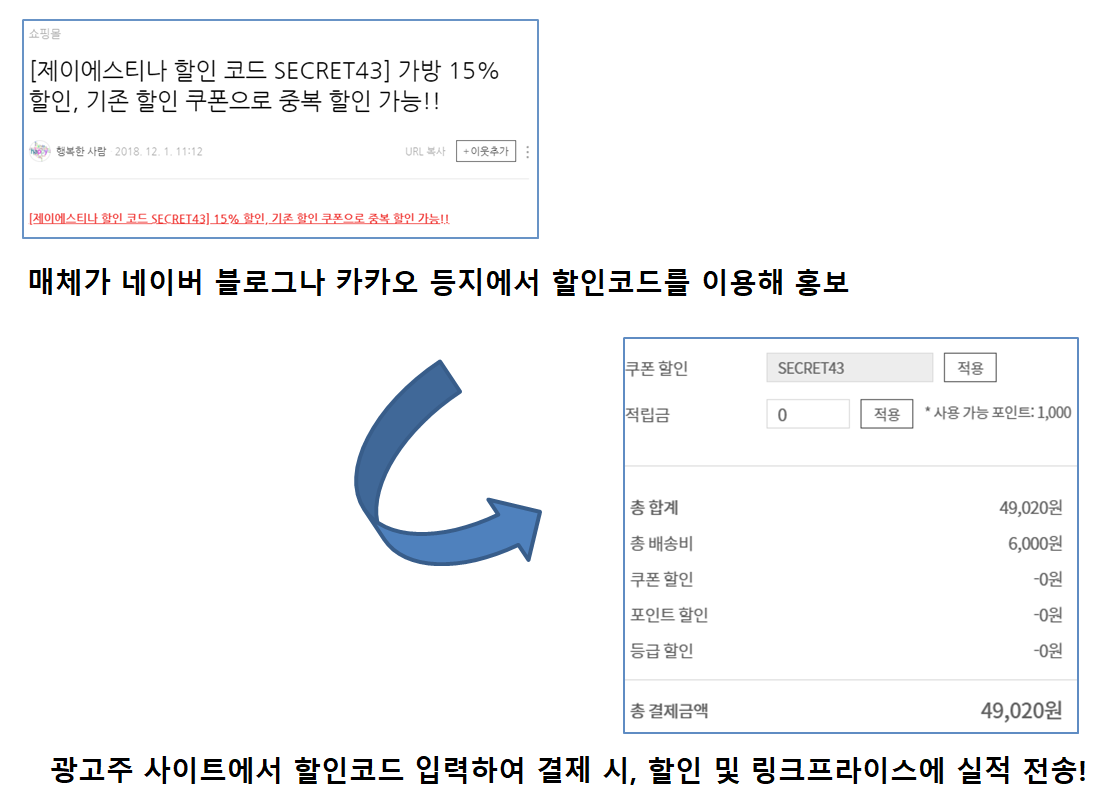 쇼핑몰
[제이에스티나 할인 코드 SECRET43] 가방 15%
할인, 기존 할인 쿠폰으로 중복 할인 가능!!
행복한 사람 2018. 12. 1. 11:12 URL 복사 +이웃추가
[제이에스티나 할인 코드 SECRET43] 15% 할인, 기존 할인 쿠폰으로 중복 할인 가능!!
매체가 네이버 블로그나 카카오 등지에서 할인코드를 이용해 홍보
쿠폰 할인 SECRET43 적용
적립금 0 적용 * 사용 가능 포인트: 1,000
총 합계 49,020원
총 배송비 6,000원
쿠폰 할인 -0원
포인트 할인 -0원
등급 할인 -0원
총 결제금액 49,020원
광고주 사이트에서 할인코드 입력하여 결제 시, 할인 및 링크프라이스에 실적 전송!